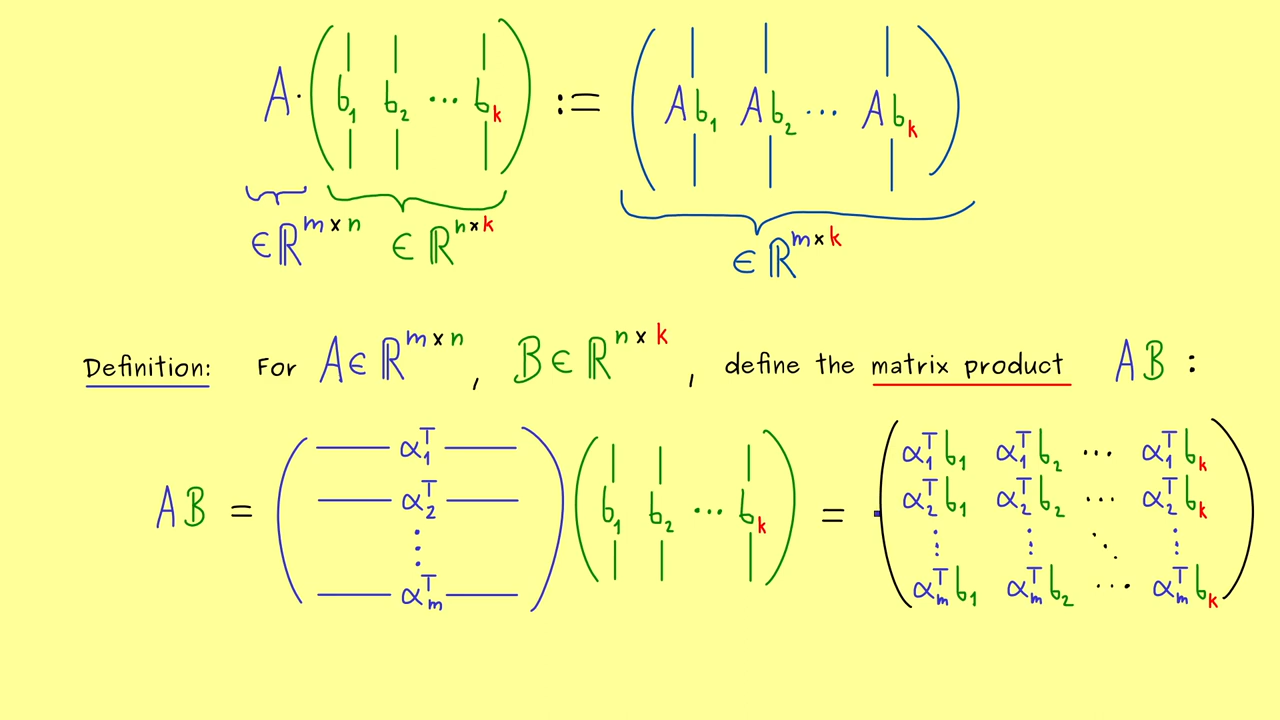 A · ( b₁ b₂ ⋯ bₖ ) := ( Ab₁ Ab₂ ⋯ Abₖ )
∈ ℝ^{m×n} ∈ ℝ^{n×k} ∈ ℝ^{m×k}
Definition: For A ∈ ℝ^{m×n} , B ∈ ℝ^{n×k} , define the matrix product AB :
AB = ( α₁ᵀ α₂ᵀ ⋮ αₘᵀ ) ( b₁ b₂ ⋯ bₖ ) = ( α₁ᵀb₁ α₁ᵀb₂ ⋯ α₁ᵀbₖ
α₂ᵀb₁ α₂ᵀb₂ ⋯ α₂ᵀbₖ
⋮ ⋮ ⋱ ⋮
αₘᵀb₁ αₘᵀb₂ ⋯ αₘᵀbₖ )